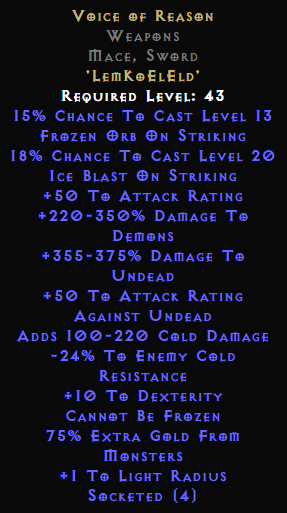 Voice of Reason
Weapons
Mace, Sword
'LemKoElEld'
Required Level: 43
15% Chance To Cast Level 13
Frozen Orb On Striking
18% Chance To Cast Level 20
Ice Blast On Striking
+50 To Attack Rating
+220-350% Damage To
Demons
+355-375% Damage To
Undead
+50 To Attack Rating
Against Undead
Adds 100-220 Cold Damage
-24% To Enemy Cold
Resistance
+10 To Dexterity
Cannot Be Frozen
75% Extra Gold From
Monsters
+1 To Light Radius
Socketed (4)